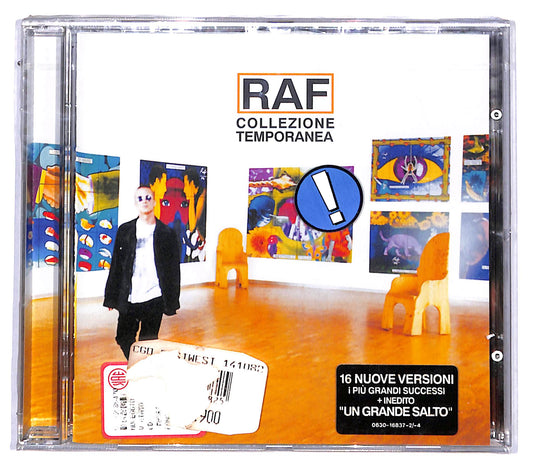 RAF
COLLEZIONE
TEMPORANEA
!
CGD
WEST 141082
900
16 NUOVE VERSIONI
I PIÙ GRANDI SUCCESSI
+ INEDITO
"UN GRANDE SALTO"
0630-16837-2/-4